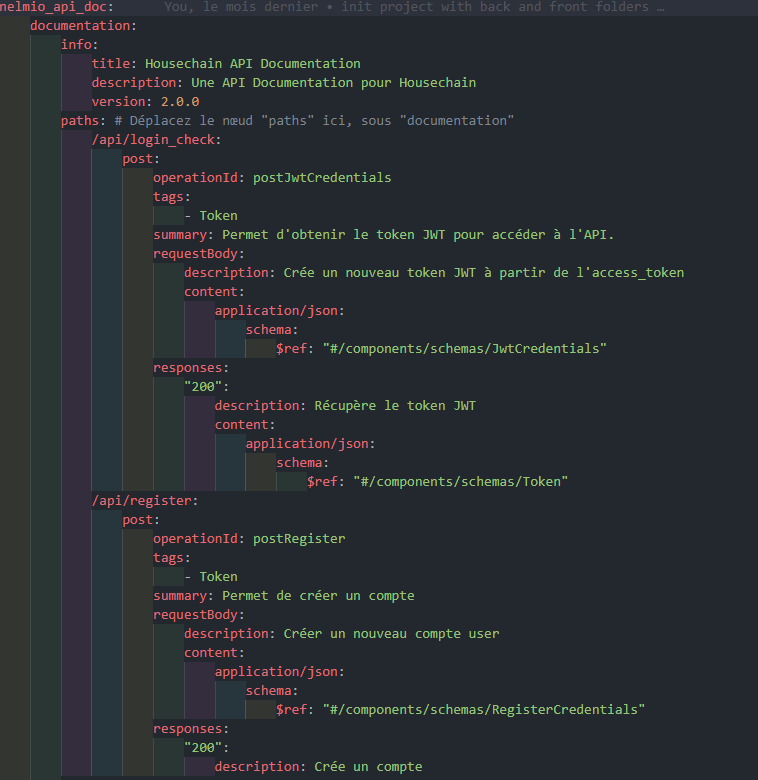 nelmio_api_doc: You, le mois dernier • init project with back and front folders …
documentation:
info:
title: Housechain API Documentation
description: Une API Documentation pour Housechain
version: 2.0.0
paths: # Déplacez le nœud "paths" ici, sous "documentation"
/api/login_check:
post:
operationId: postJwtCredentials
tags:
- Token
summary: Permet d'obtenir le token JWT pour accéder à l'API.
requestBody:
description: Crée un nouveau token JWT à partir de l'access_token
content:
application/json:
schema:
$ref: "#/components/schemas/JwtCredentials"
responses:
"200":
description: Récupère le token JWT
content:
application/json:
schema:
$ref: "#/components/schemas/Token"
/api/register:
post:
operationId: postRegister
tags:
- Token
summary: Permet de créer un compte
requestBody:
description: Créer un nouveau compte user
content:
application/json:
schema:
$ref: "#/components/schemas/RegisterCredentials"
responses:
"200":
description: Crée un compte